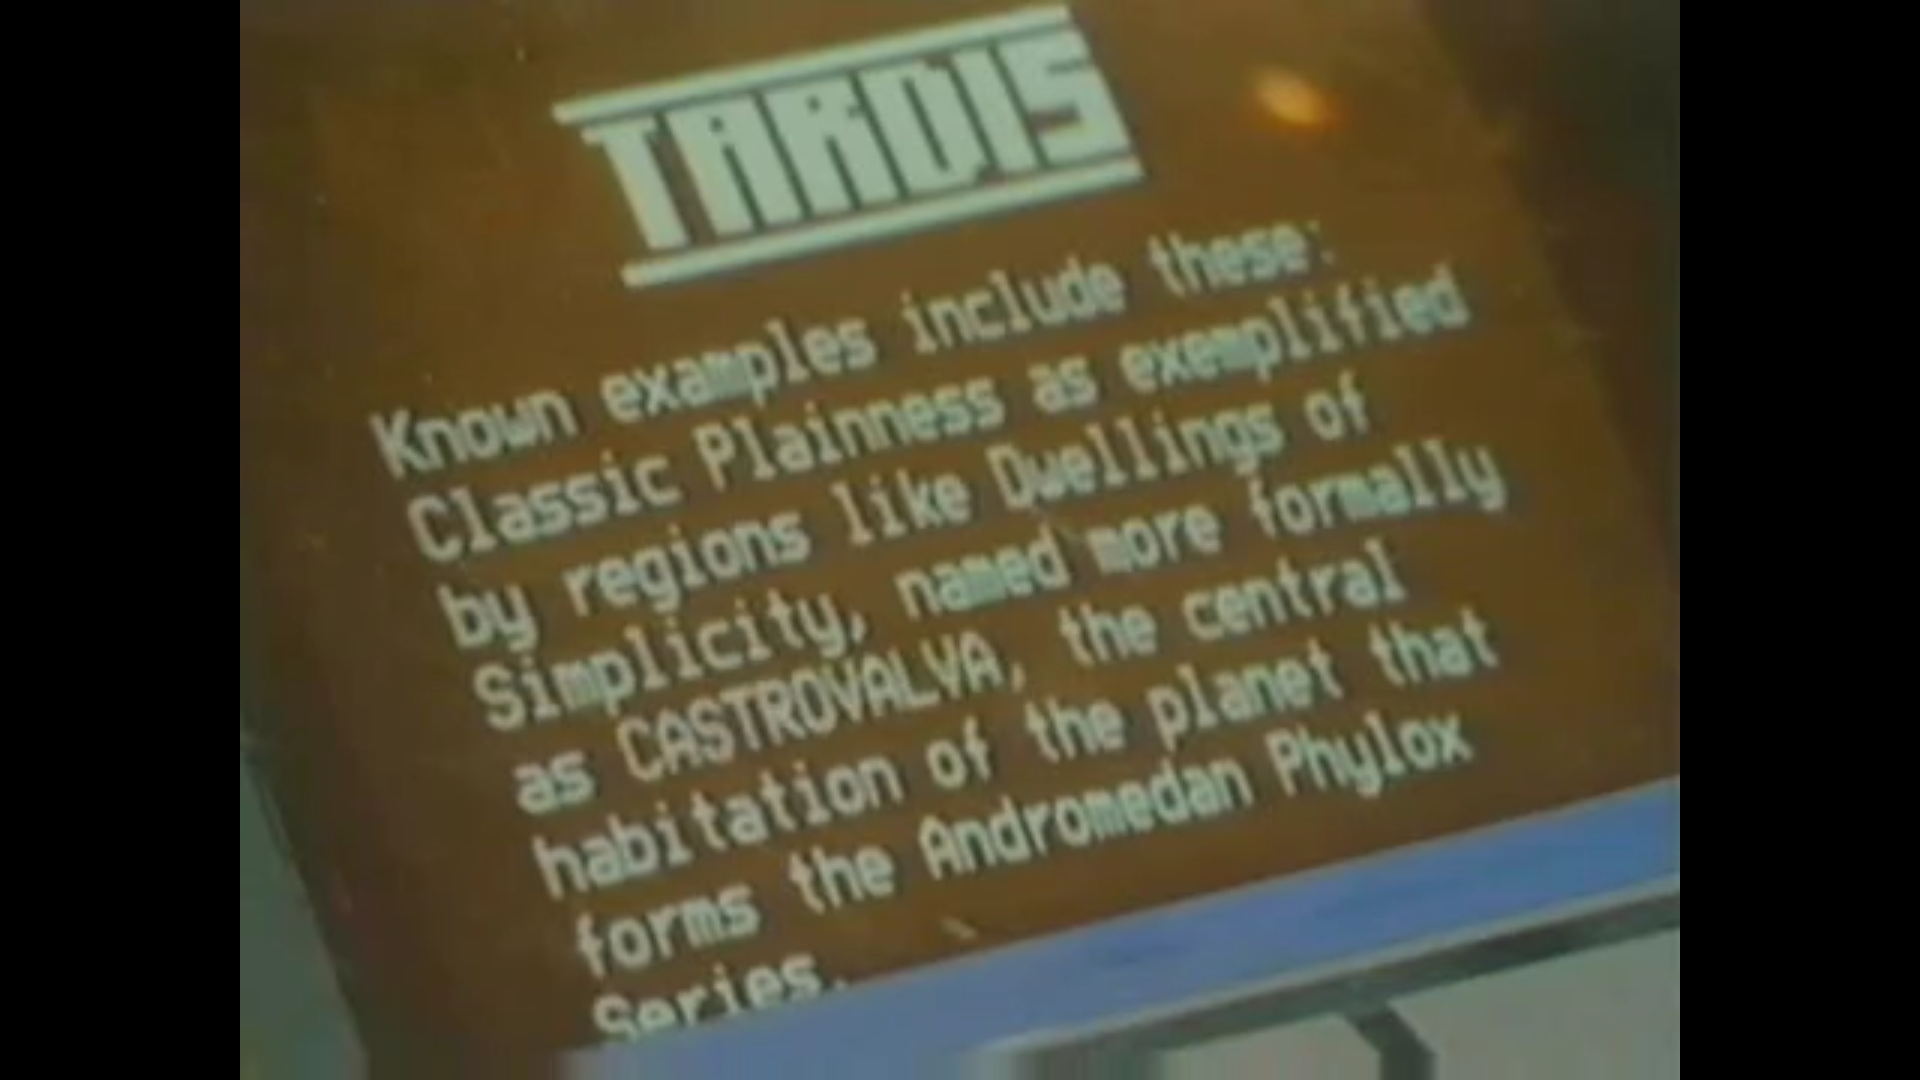 TARDIS
Known examples include these:
Classic Plainness as exemplified
by regions like Dwellings of
Simplicity, named more formally
as CASTROVALVA, the central
habitation of the planet that
forms the Andromedan Phylox
Series.